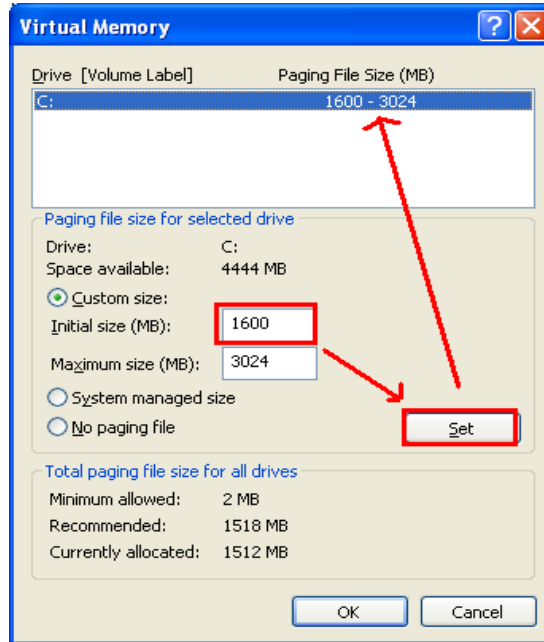 Virtual Memory
Drive [Volume Label] Paging File Size (MB)
C: 1600 - 3024
Paging file size for selected drive
Drive: C:
Space available: 4444 MB
Custom size:
Initial size (MB): 1600
Maximum size (MB): 3024
System managed size
No paging file Set
Total paging file size for all drives
Minimum allowed: 2 MB
Recommended: 1518 MB
Currently allocated: 1512 MB
OK Cancel